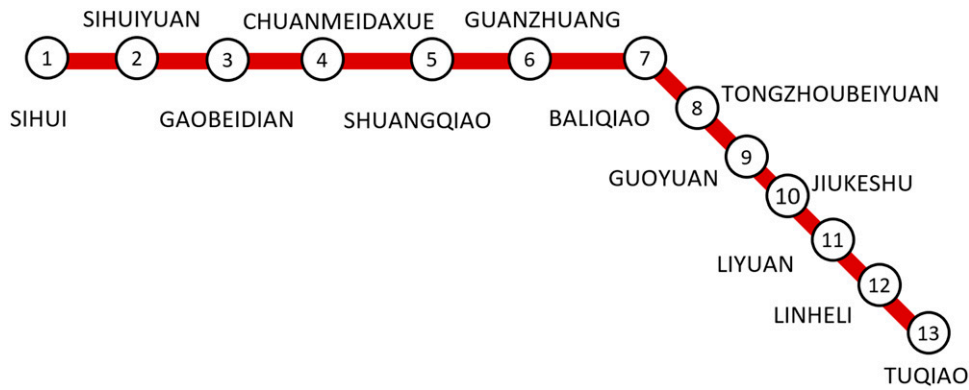 SIHUIYUAN
CHUANMEIDAXUE
GUANZHUANG
1
2
3
4
5
6
7
SIHUI
GAOBEIDIAN
SHUANGQIAO
BALIQIAO
8
TONGZHOUBEIYUAN
9
GUOYUAN
10
JIUKESHU
11
LIYUAN
12
LINHELI
13
TUQIAO